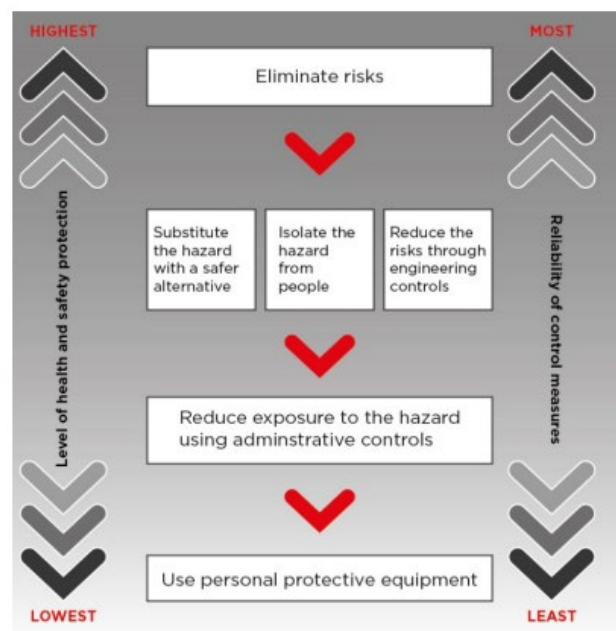 HIGHEST
MOST
Eliminate risks
Substitute
the hazard
with a safer
alternative
Isolate the
hazard
from
people
Reduce the
risks through
engineering
controls
Level of health and safety protection
Reliability of control measures
Reduce exposure to the hazard
using adminstrative controls
Use personal protective equipment
LOWEST
LEAST